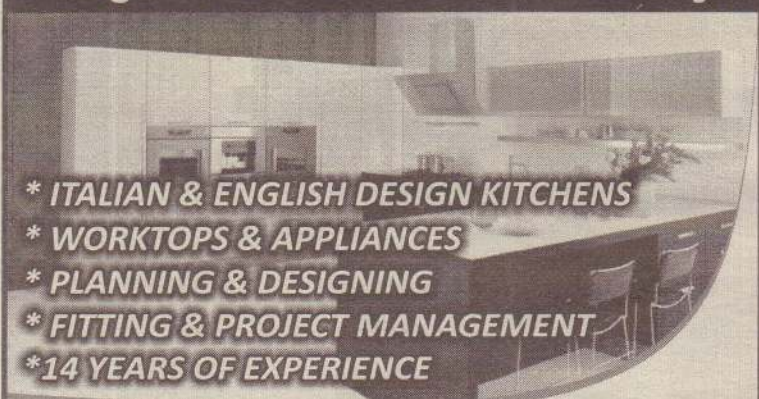 * ITALIAN & ENGLISH DESIGN KITCHENS
* WORKTOPS & APPLIANCES
* PLANNING & DESIGNING
* FITTING & PROJECT MANAGEMENT
*14 YEARS OF EXPERIENCE